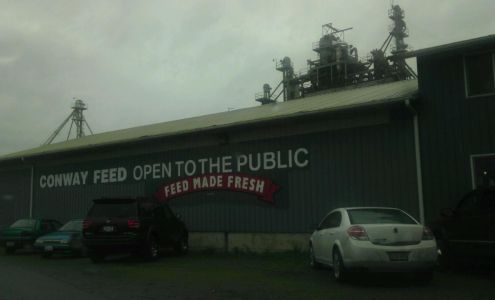 CONWAY FEED OPEN TO THE PUBLIC
FEED MADE FRESH